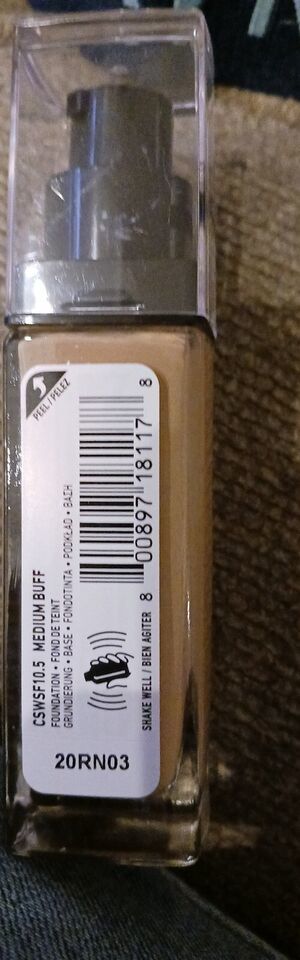 PEEL / PELEZ
CSWSF10.5 MEDIUM BUFF
FOUNDATION • FOND DE TEINT
GRUNDIERUNG • BASE • FONDOTINTA • PODKŁAD • ΒΑΣΗ
SHAKE WELL / BIEN AGITER
8 00897 18117 8
20RN03